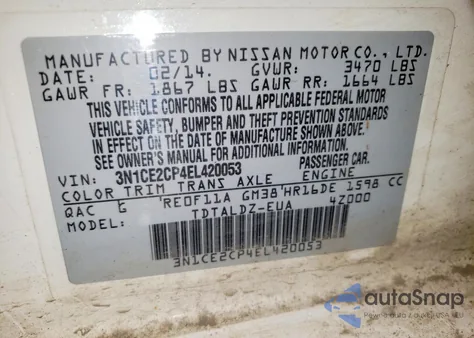 MANUFACTURED BY NISSAN MOTOR CO., LTD.
02/14. GVWR: 3470 LBS
GAWR FR: 1867 LBS GAWR RR: 1664 LBS
THIS VEHICLE CONFORMS TO ALL APPLICABLE FEDERAL MOTOR
VEHICLE SAFETY, BUMPER AND THEFT PREVENTION STANDARDS
IN EFFECT ON THE DATE OF MANUFACTURE SHOWN ABOVE.
SEE OWNER'S MANUAL FOR ADDITIONAL INFORMATION.
VIN: 3N1CE2CP4EL420053 PASSENGER CAR.
COLOR TRIM TRANS AXLE ENGINE
QAC G RE0F11A GM38 HR16DE 1598 CC
TDTALDZ-EUA 4Z000
3N1CE2CP4EL420053
autoSnap